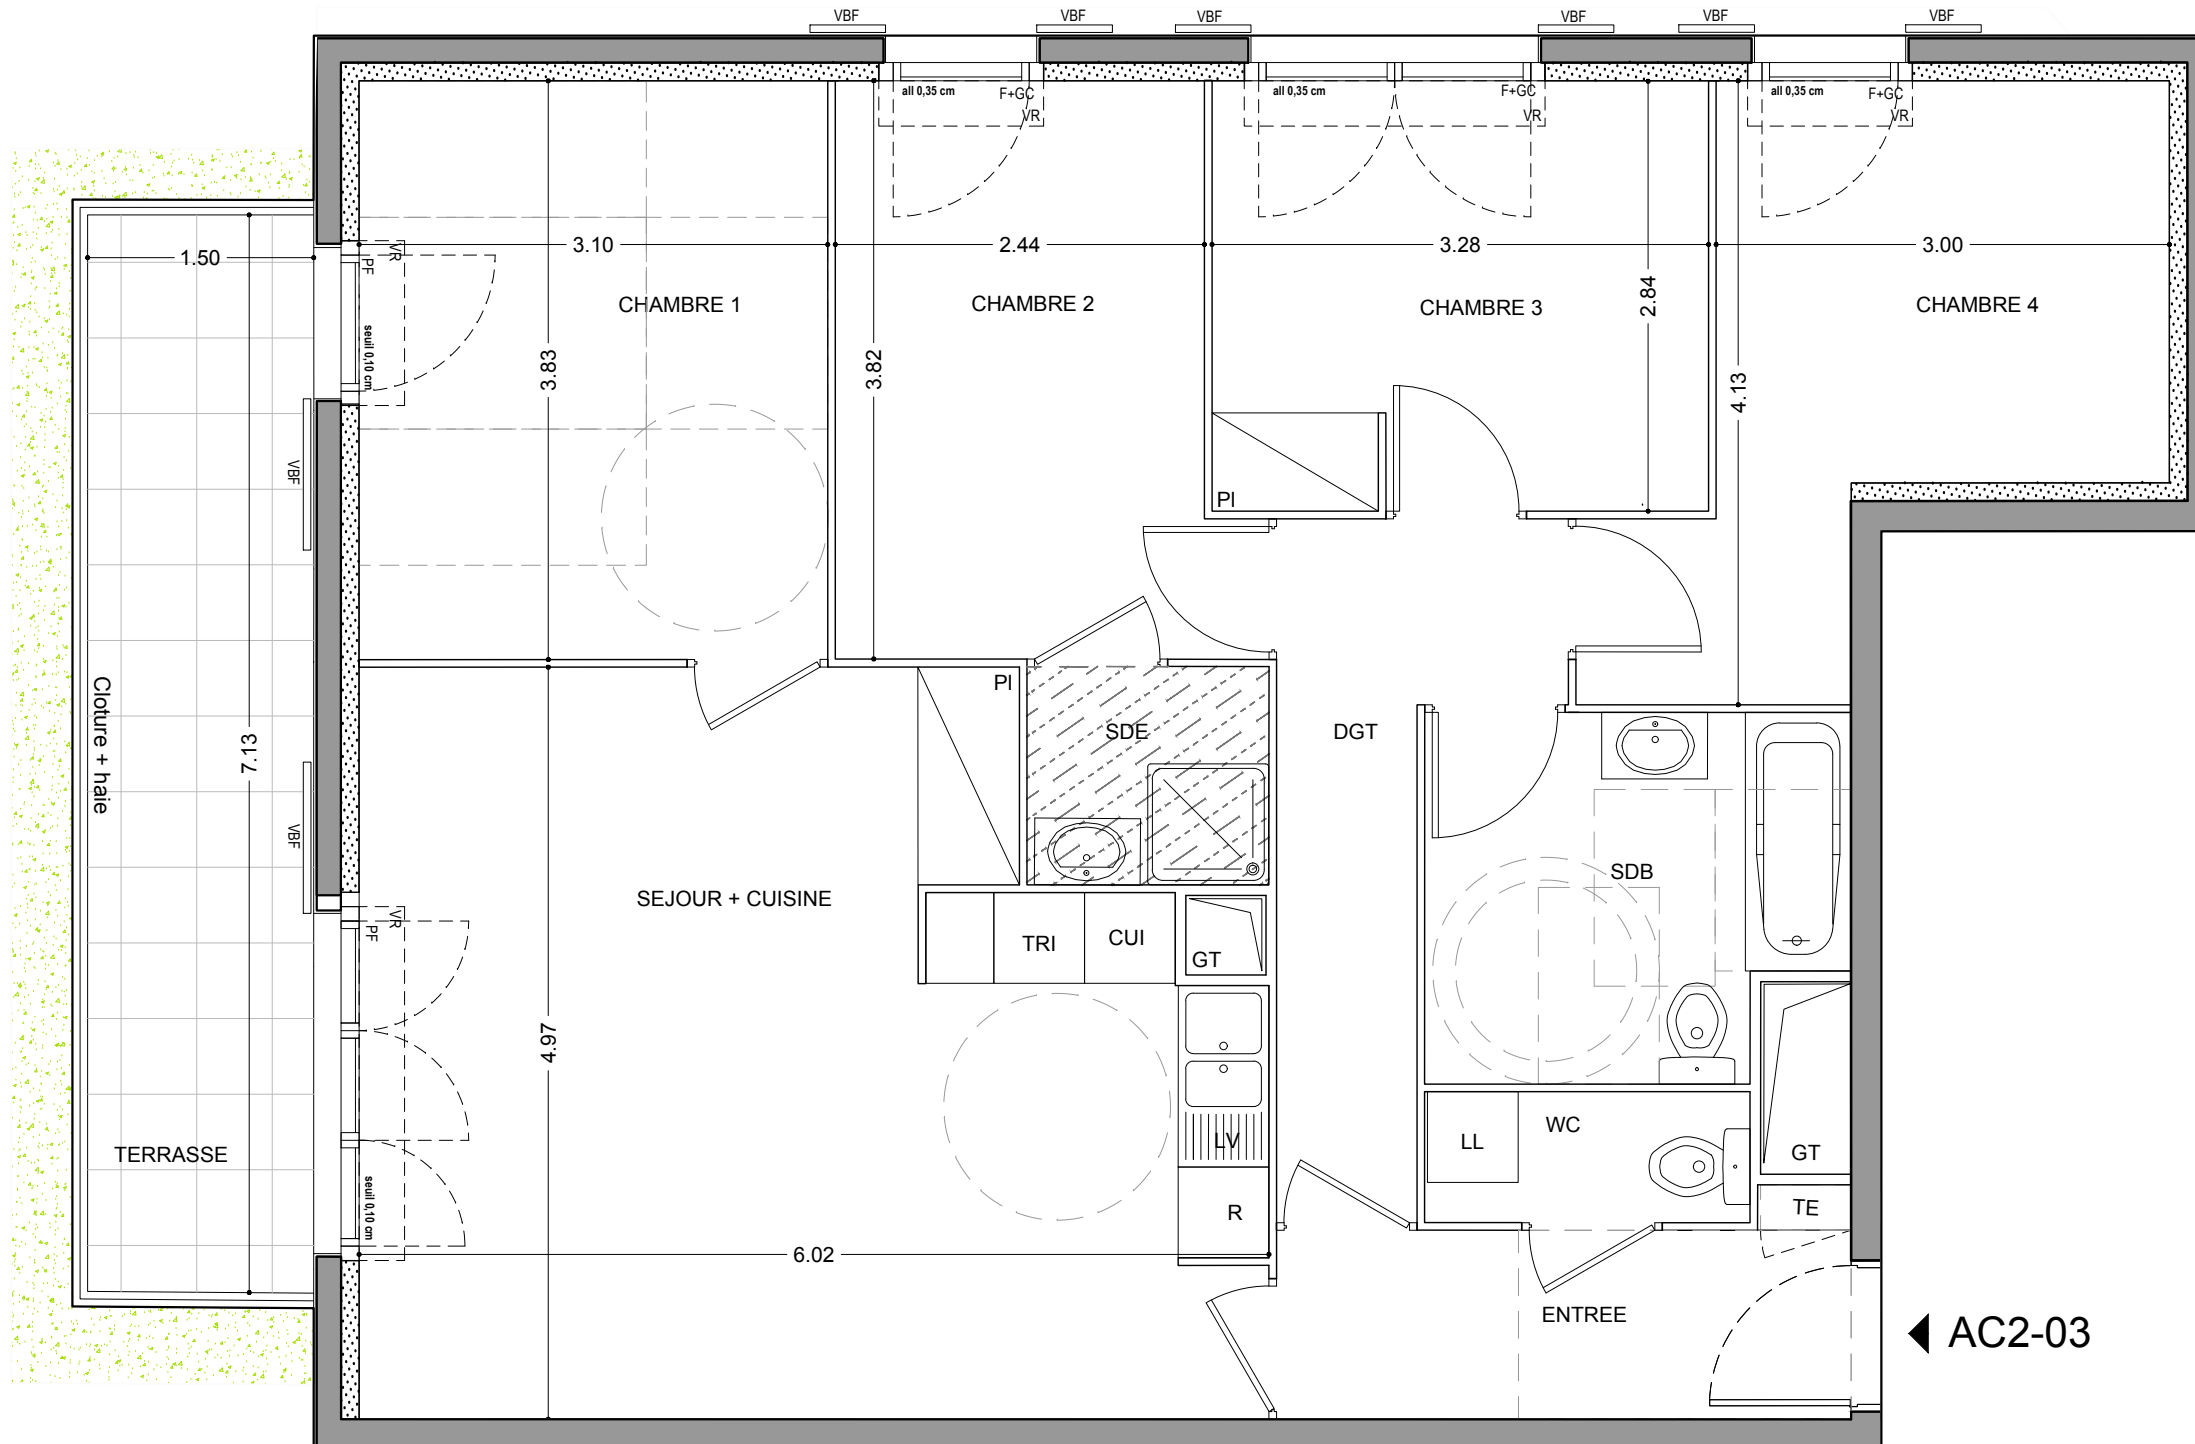 VBF
VBF
VBF
VBF
VBF
VBF
all 0,35 cm
F+GC
VR
all 0,35 cm
F+GC
VR
all 0,35 cm
F+GC
VR
1.50
3.10
2.44
3.28
3.00
VR
PF
seuil 0,10 cm
CHAMBRE 1
CHAMBRE 2
CHAMBRE 3
CHAMBRE 4
2.84
3.83
3.82
4.13
VBF
PI
PI
Cloture + haie
7.13
SDE
DGT
VBF
SDB
SEJOUR + CUISINE
VR
PF
TRI
CUI
GT
4.97
TERRASSE
seuil 0,10 cm
LV
LL
WC
GT
R
TE
6.02
ENTREE
AC2-03